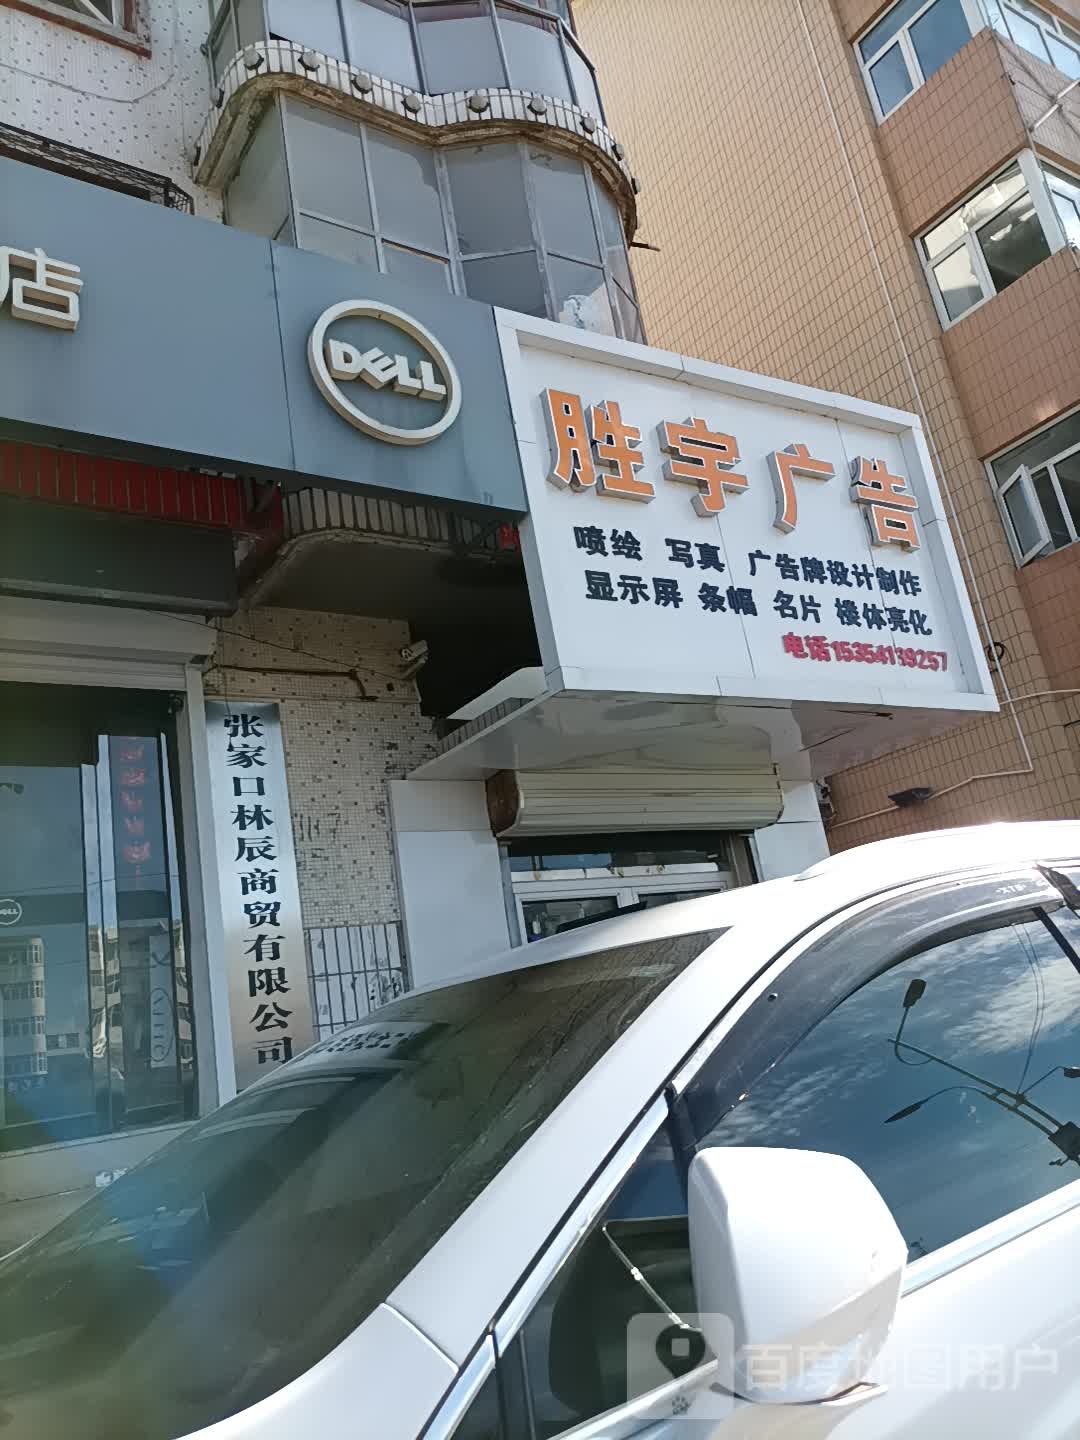 店
DELL
胜宇广告
喷绘 写真 广告牌设计制作
显示屏 条幅 名片 楼体亮化
电话15354139257
张家口林辰商贸有限公司
DELL
百度地图用户